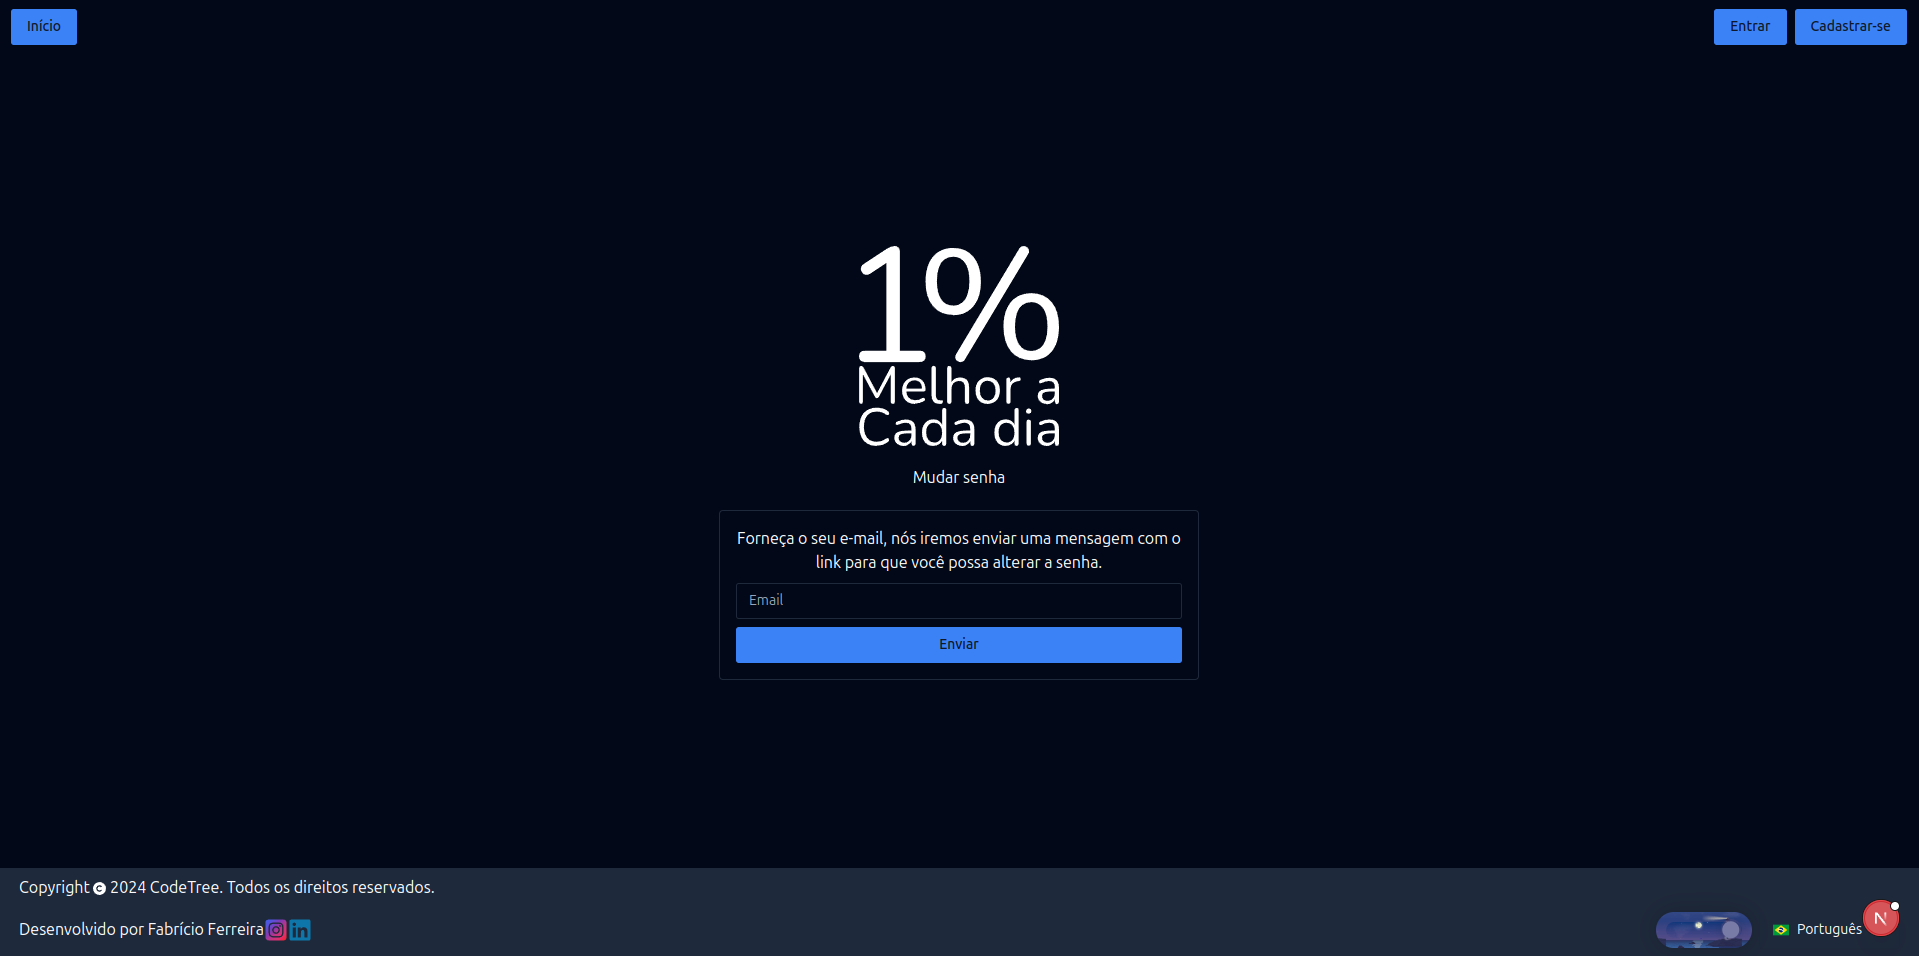 Início
Entrar
Cadastrar-se
1%
Melhor a
Cada dia
Mudar senha
Forneça o seu e-mail, nós iremos enviar uma mensagem com o
link para que você possa alterar a senha.
Email
Enviar
Copyright © 2024 CodeTree. Todos os direitos reservados.
Desenvolvido por Fabrício Ferreira
in
Português
N